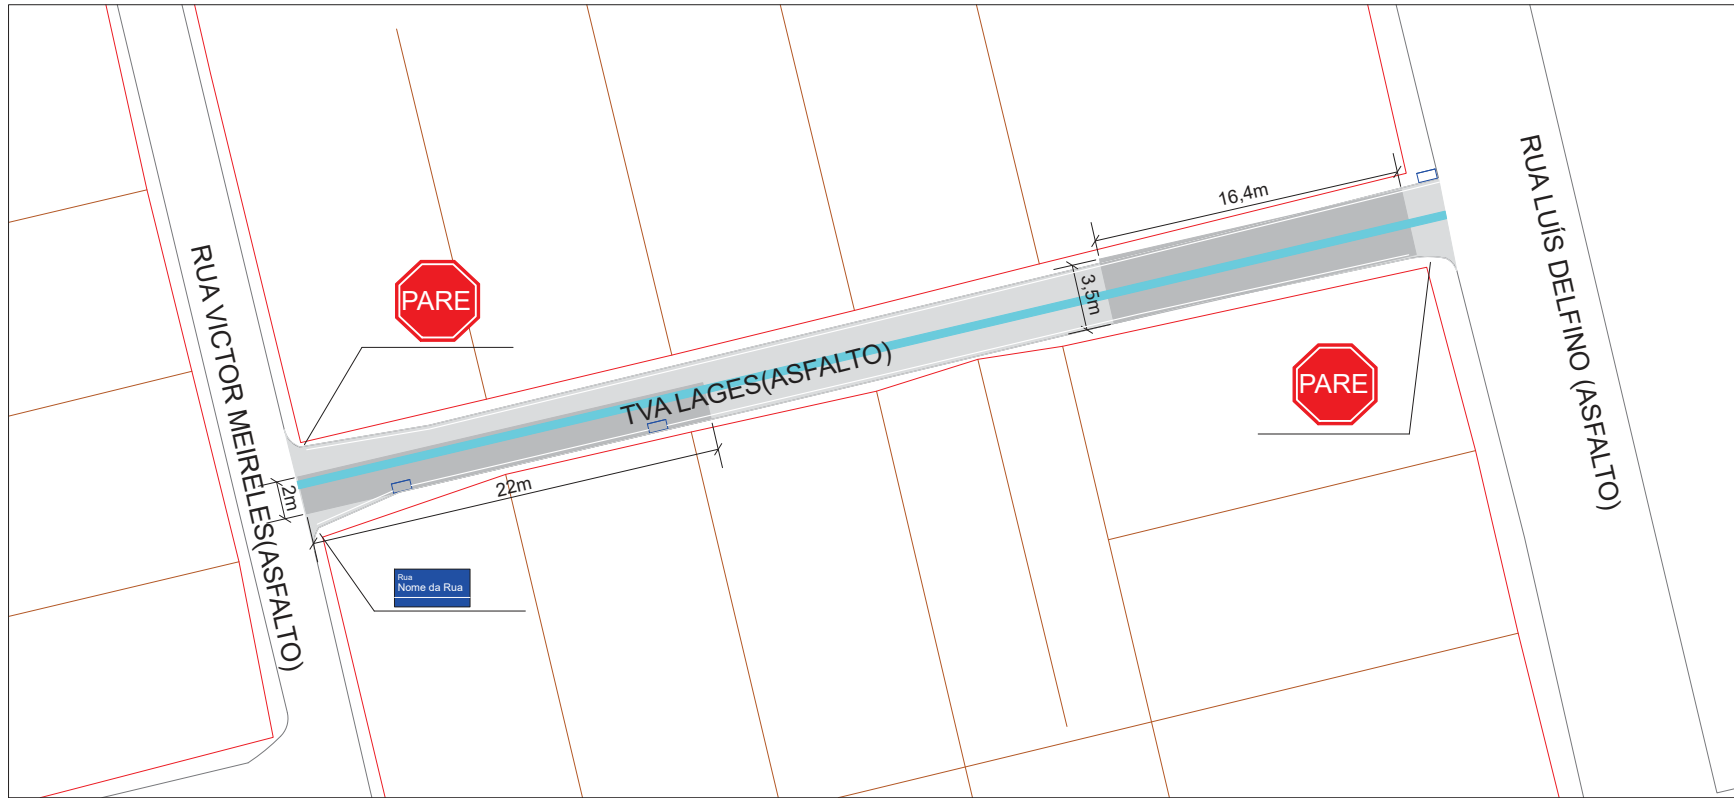 RUA VICTOR MEIRELES(ASFALTO)
PARE
16,4m
RUA LUÍS DELFINO (ASFALTO)
3,5m
TVA LAGES(ASFALTO)
PARE
22m
2m
Rua
Nome da Rua